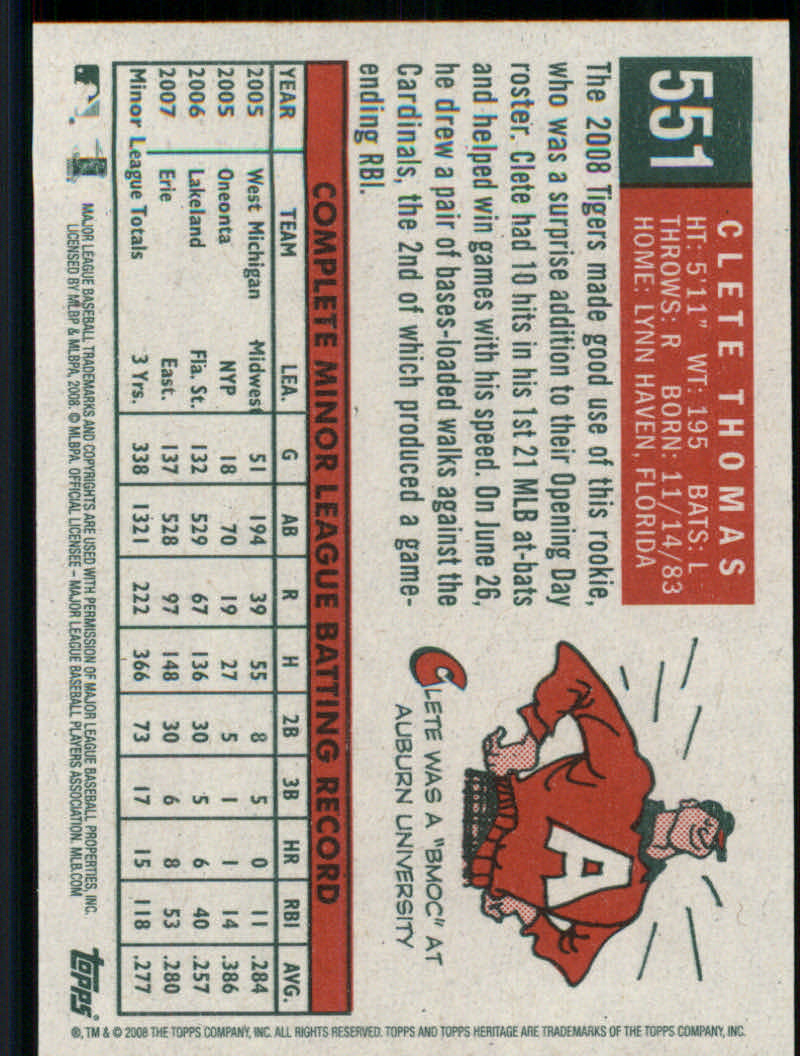 551
CLETE THOMAS
HT: 5'11" WT: 195 BATS: L
THROWS: R BORN: 11/14/83
HOME: LYNN HAVEN, FLORIDA
The 2008 Tigers made good use of this rookie,
who was a surprise addition to their Opening Day
roster. Clete had 10 hits in his 1st 21 MLB at-bats
and helped win games with his speed. On June 26,
he drew a pair of bases-loaded walks against the
Cardinals, the 2nd of which produced a game-
ending RBI.
A
CLETE WAS A "BMOC" AT
AUBURN UNIVERSITY
COMPLETE MINOR LEAGUE BATTING RECORD
YEAR TEAM LEA. G AB R H 2B 3B HR RBI AVG.
2005 West Michigan Midwest 51 194 39 55 8 5 0 11 .284
2005 Oneonta NYP 18 70 19 27 5 1 1 14 .386
2006 Lakeland Fla. St. 132 529 67 136 30 5 6 40 .257
2007 Erie East. 137 528 97 148 30 6 8 53 .280
Minor League Totals 3 Yrs. 338 1321 222 366 73 17 15 118 .277
MAJOR LEAGUE BASEBALL TRADEMARKS AND COPYRIGHTS ARE USED WITH PERMISSION OF MAJOR LEAGUE BASEBALL PROPERTIES, INC.
LICENSED BY MLBP & MLBPA, 2008. © MLBPA. OFFICIAL LICENSEE – MAJOR LEAGUE BASEBALL PLAYERS ASSOCIATION. MLB.COM
topps®
®, TM & © 2008 THE TOPPS COMPANY, INC. ALL RIGHTS RESERVED. TOPPS AND TOPPS HERITAGE ARE TRADEMARKS OF THE TOPPS COMPANY, INC.